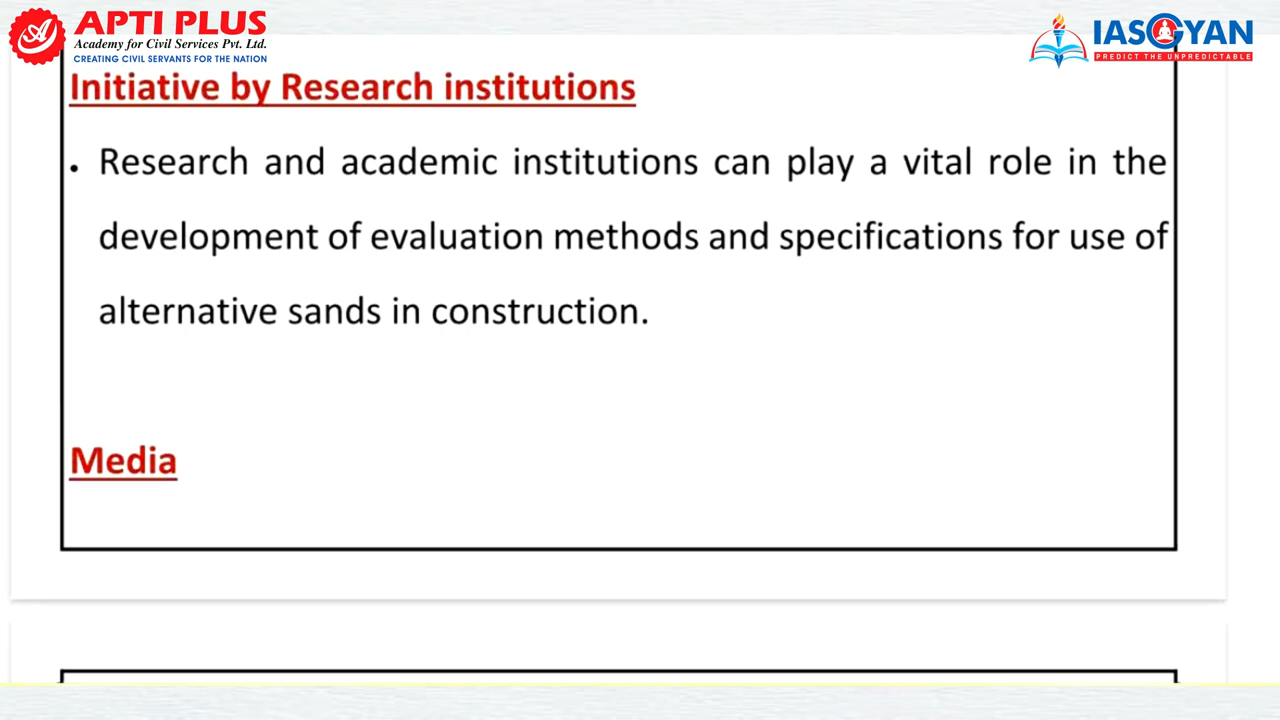 APTI PLUS
Academy for Civil Services Pvt. Ltd.
CREATING CIVIL SERVANTS FOR THE NATION
IASGYAN
PREDICT THE UNPREDICTABLE
Initiative by Research institutions
• Research and academic institutions can play a vital role in the
development of evaluation methods and specifications for use of
alternative sands in construction.
Media